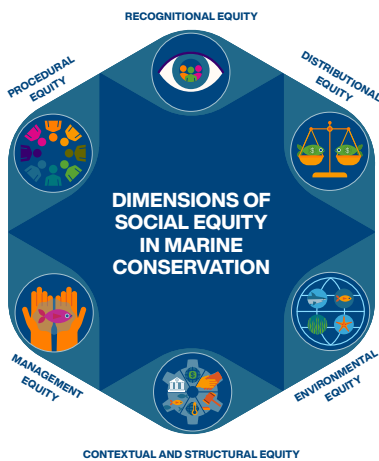 RECOGNITIONAL EQUITY
PROCEDURAL
EQUITY
DISTRIBUTIONAL
EQUITY
$ $
DIMENSIONS OF
SOCIAL EQUITY
IN MARINE
CONSERVATION
MANAGEMENT
EQUITY
ENVIRONMENTAL
EQUITY
$
CONTEXTUAL AND STRUCTURAL EQUITY